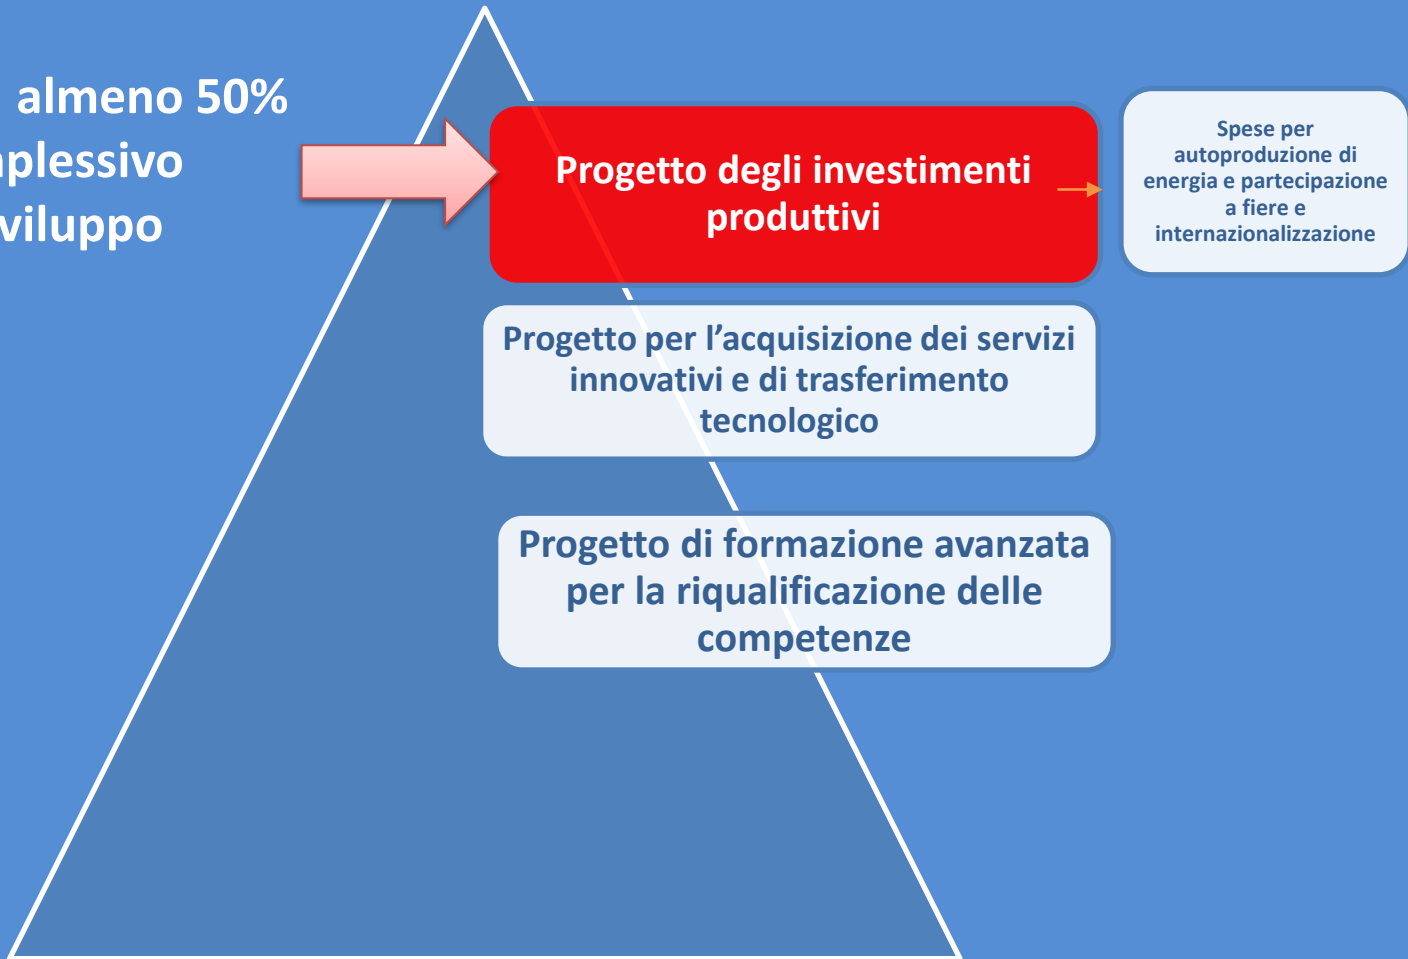 almeno 50%
plessivo
viluppo
Progetto degli investimenti
produttivi
Spese per
autoproduzione di
energia e partecipazione
a fiere e
internazionalizzazione
Progetto per l’acquisizione dei servizi
innovativi e di trasferimento
tecnologico
Progetto di formazione avanzata
per la riqualificazione delle
competenze